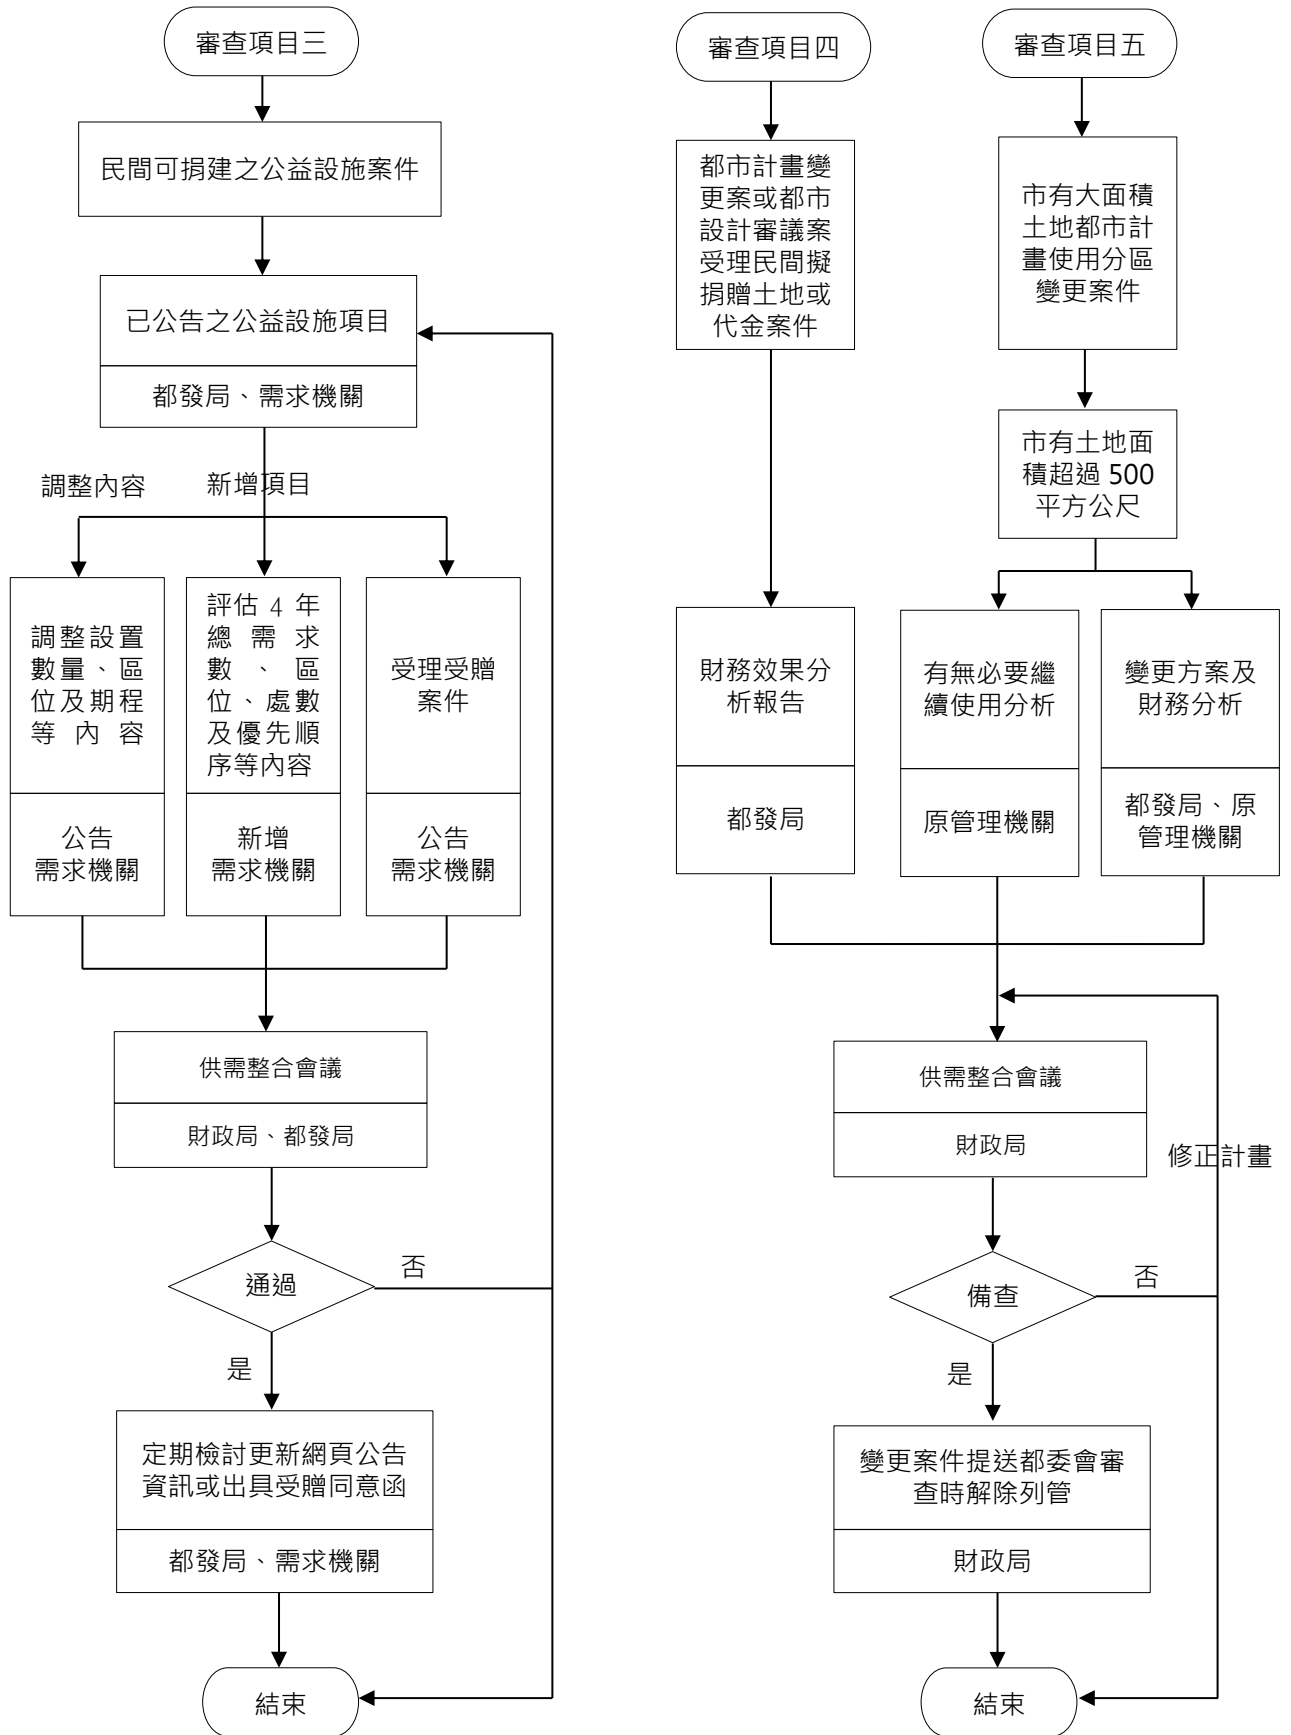 審查項目三
民間可捐建之公益設施案件
已公告之公益設施項目
都發局、需求機關
調整內容
新增項目
調整設置
數量、區
位及期程
等內容
公告
需求機關
評估 4 年
總需求
數、區
位、處數
及優先順
序等內容
新增
需求機關
受理受贈
案件
公告
需求機關
供需整合會議
財政局、都發局
通過
否
是
定期檢討更新網頁公告
資訊或出具受贈同意函
都發局、需求機關
結束
審查項目四
都市計畫變
更案或都市
設計審議案
受理民間擬
捐贈土地或
代金案件
財務效果分
析報告
都發局
審查項目五
市有大面積
土地都市計
畫使用分區
變更案件
市有土地面
積超過 500
平方公尺
有無必要繼
續使用分析
原管理機關
變更方案及
財務分析
都發局、原
管理機關
供需整合會議
財政局
修正計畫
備查
否
是
變更案件提送都委會審
查時解除列管
財政局
結束